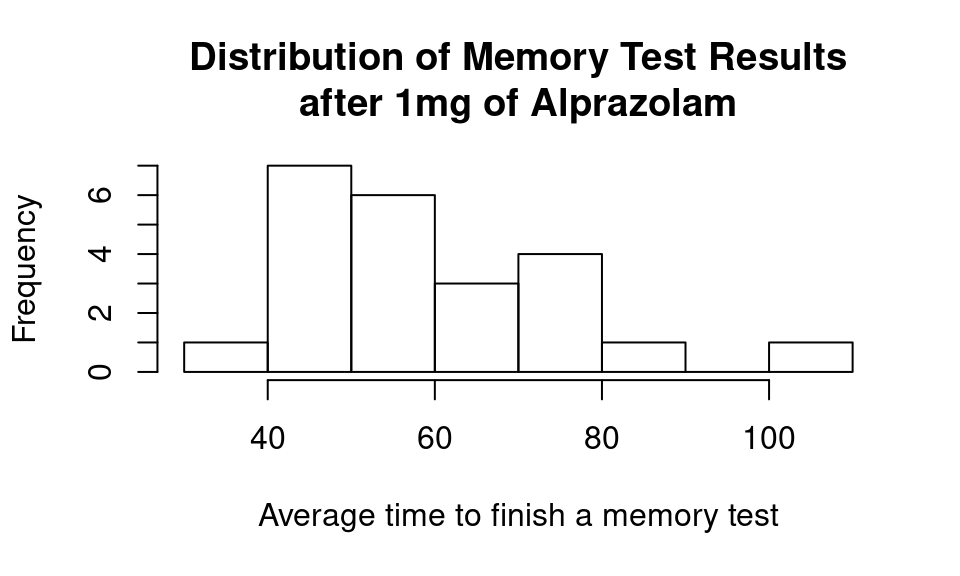 Distribution of Memory Test Results
after 1mg of Alprazolam
Frequency
6
4
2
0
40 60 80 100
Average time to finish a memory test